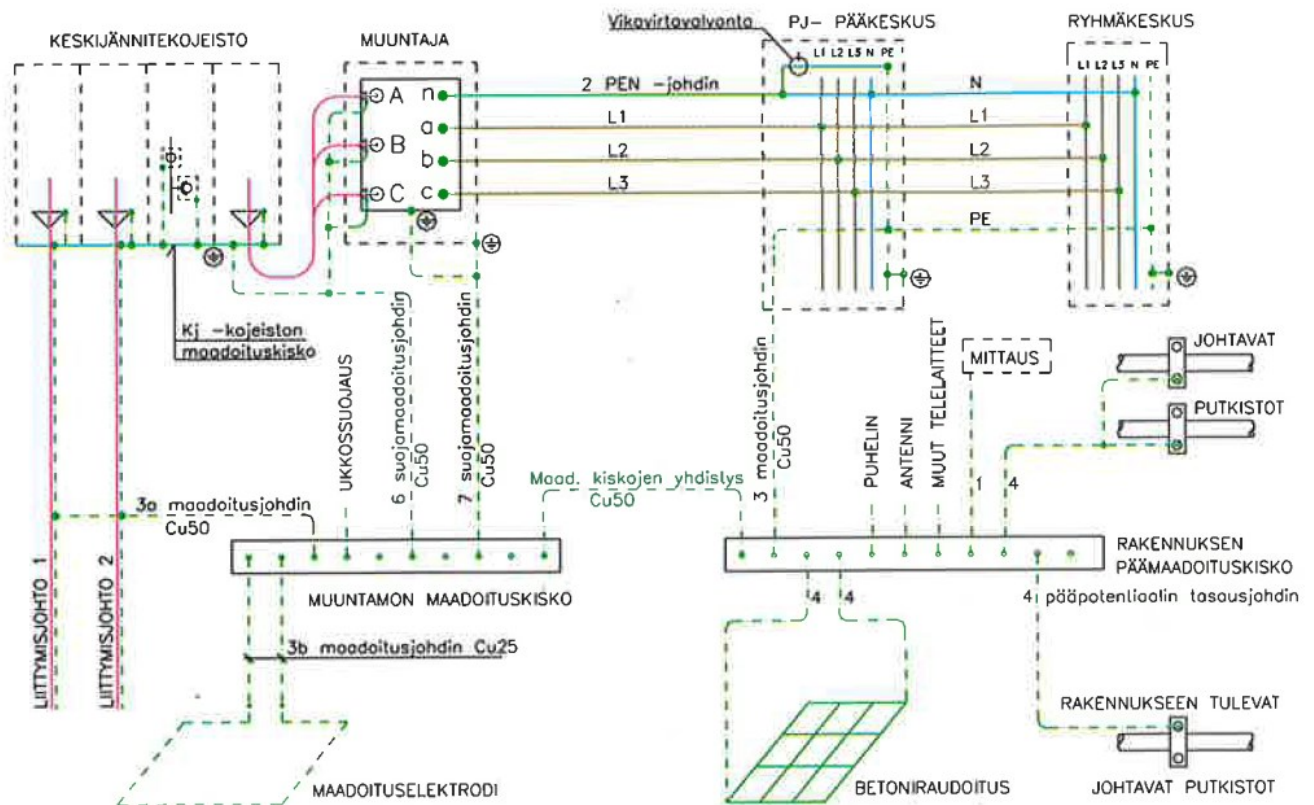 KESKIJÄNNITEKOJEISTO
MUUNTAJA
Vikavirtavalvonta
PJ- PÄÄKESKUS
RYHMÄKESKUS
L1 L2 L3 N PE
L1 L2 L3 N PE
A n
B a
b
C c
2 PEN -johdin
N
L1
L1
L2
L2
L3
L3
PE
Kj -kojeiston
maadoituskisko
UKKOSSUOJAUS
6 suojamaadoitusjohdin
Cu50
7 suojamaadoitusjohdin
Cu50
3 maadoitusjohdin
Cu50
PUHELIN
ANTENNI
MUUT TELELAITTEET
MITTAUS
1
4
JOHTAVAT
PUTKISTOT
3a maadoitusjohdin
Cu50
Maad. kiskojen yhdistys
Cu50
LIITTYMISJOHTO 1
LIITTYMISJOHTO 2
MUUNTAMON MAADOITUSKISKO
RAKENNUKSEN
PÄÄMAADOITUSKISKO
4 4
4 pääpotentiaalin tasausjohdin
3b maadoitusjohdin Cu25
MAADOITUSELEKTRODI
BETONIRAUDOITUS
RAKENNUKSEEN TULEVAT
JOHTAVAT PUTKISTOT